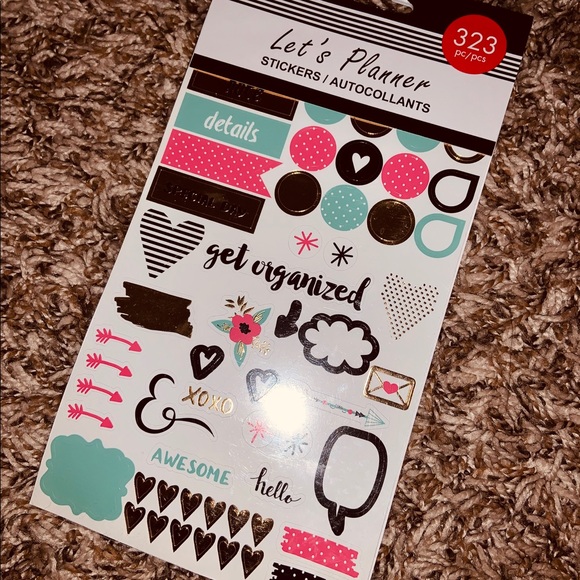 Let's Planner
STICKERS / AUTOCOLLANTS
323
pc/pcs
details
get organized
&
XOXO
AWESOME
hello